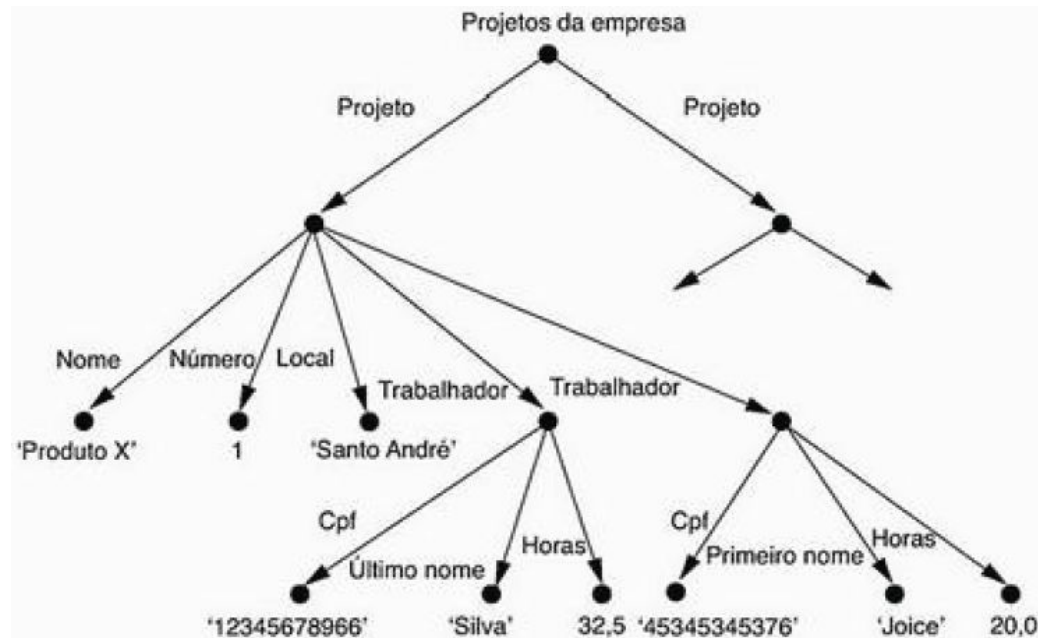 Projetos da empresa
Projeto Projeto
Nome Número Local Trabalhador Trabalhador
'Produto X' 1 'Santo André'
Cpf Último nome Horas Cpf Primeiro nome Horas
'12345678966' 'Silva' 32,5 '45345345376' 'Joice' 20,0